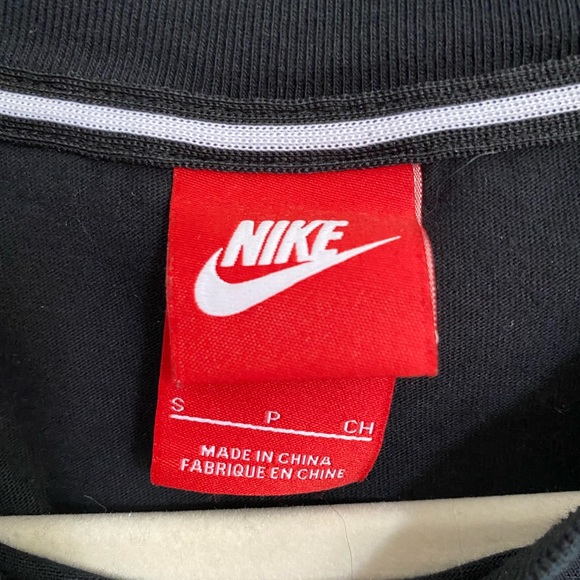 NIKE
S P CH
MADE IN CHINA
FABRIQUE EN CHINE